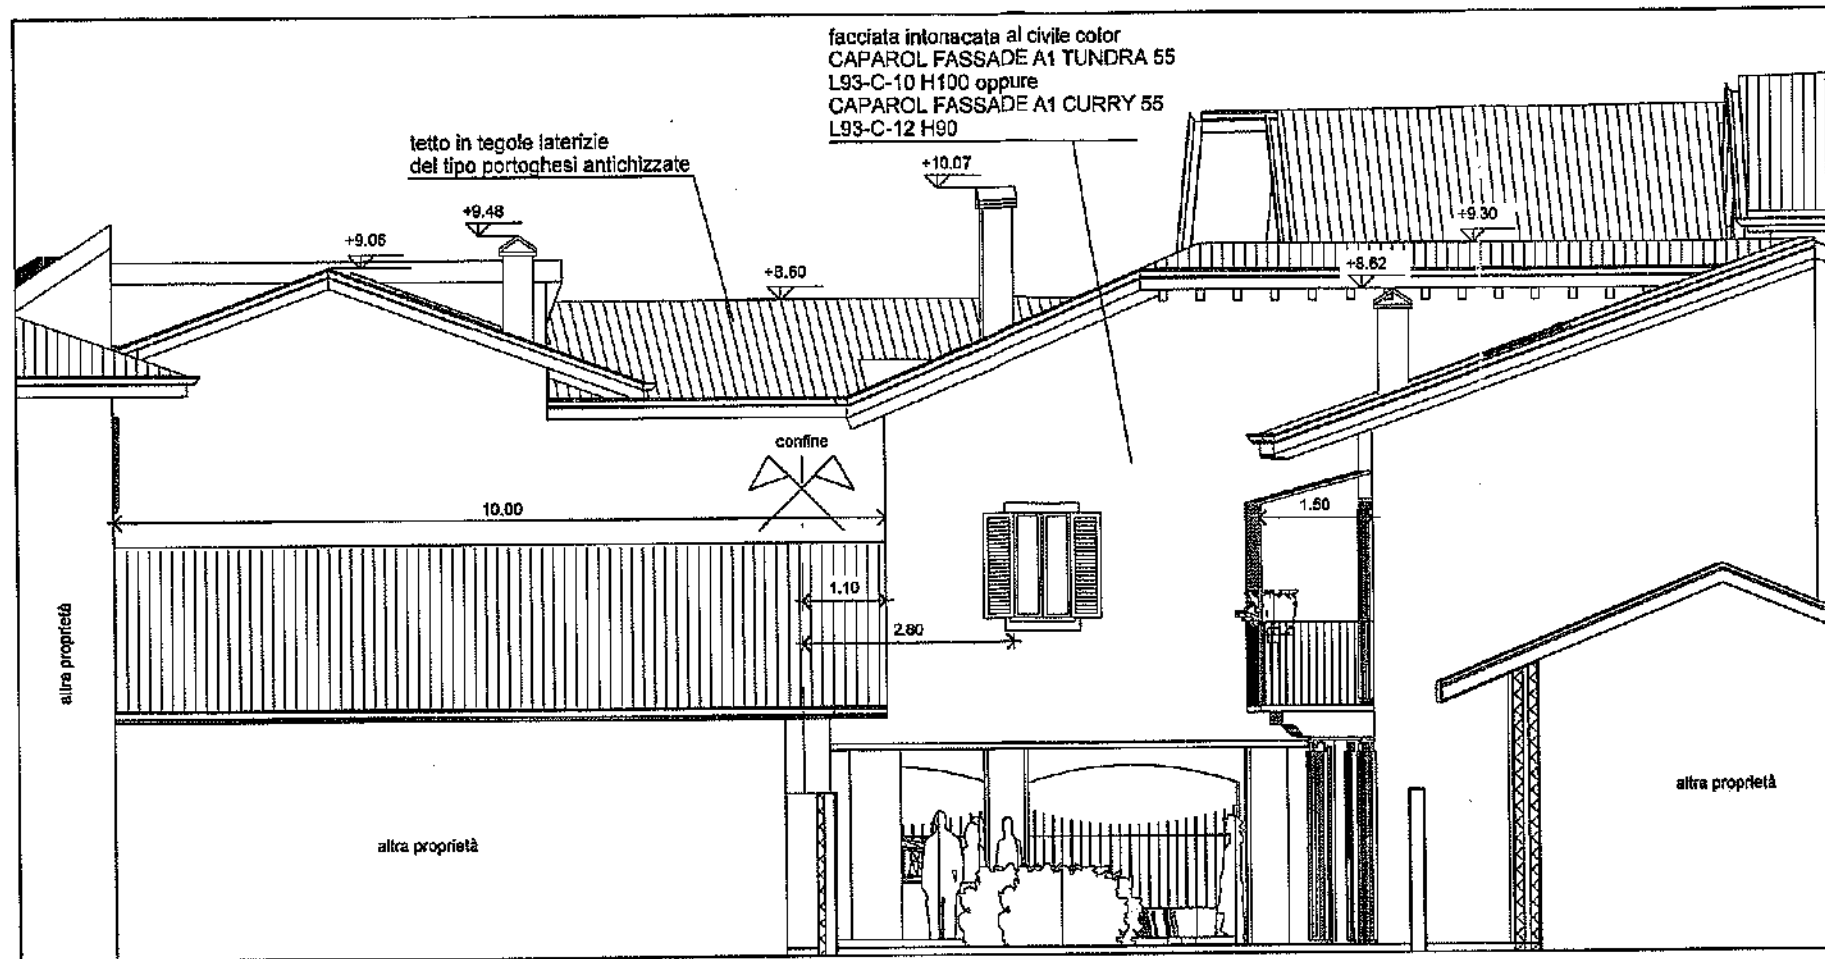 facciata intonacata al civile color
CAPAROL FASSADE A1 TUNDRA 55
L93-C-10 H100 oppure
CAPAROL FASSADE A1 CURRY 55
L93-C-12 H90
tetto in tegole laterizie
del tipo portoghesi antichizzate
+10.07
+9.48
+9.30
+9.06
+8.62
+8.60
confine
10.00
1.50
1.10
2.80
altra proprietà
altra proprietà
altra proprietà